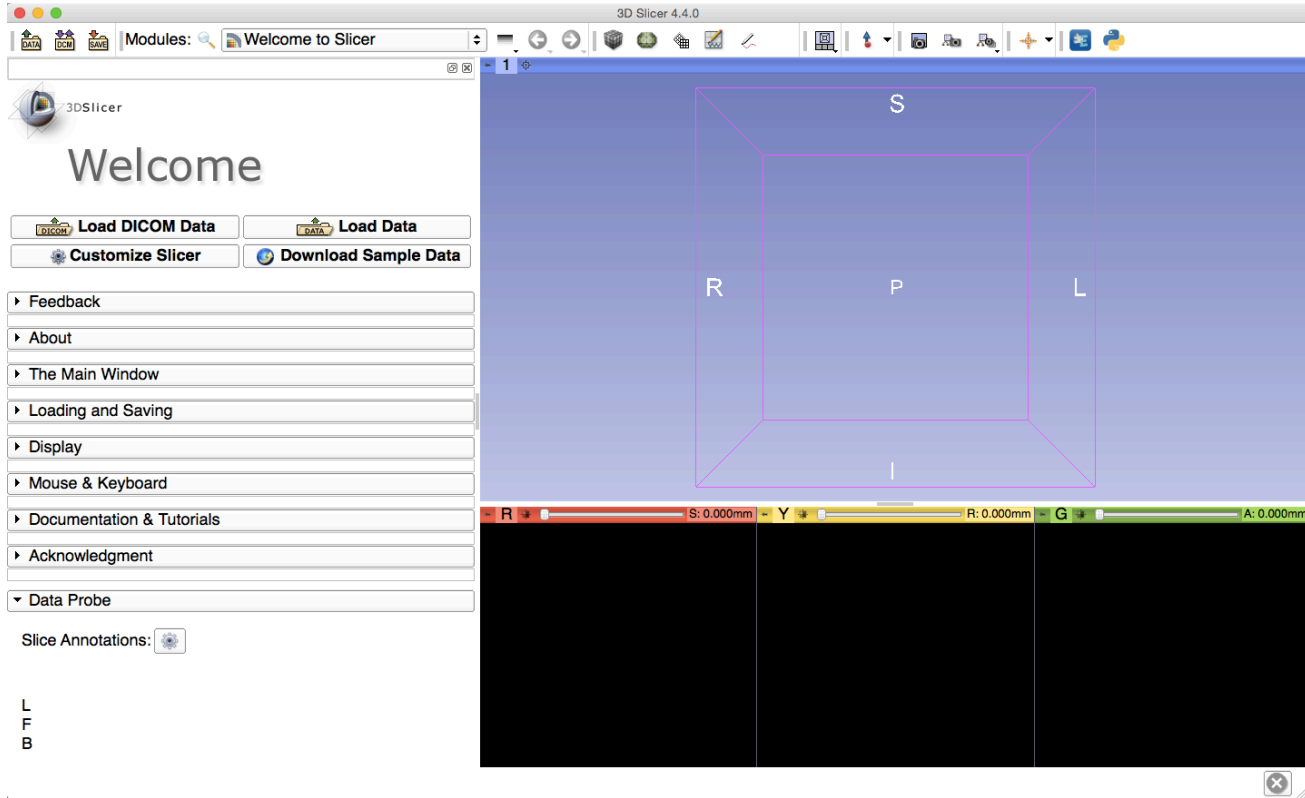 3D Slicer 4.4.0
DATA DCM SAVE Modules: Welcome to Slicer
1
3DSlicer
Welcome
DICOM Load DICOM Data DATA Load Data
Customize Slicer Download Sample Data
Feedback
About
The Main Window
Loading and Saving
Display
Mouse & Keyboard
Documentation & Tutorials
Acknowledgment
Data Probe
Slice Annotations:
L
F
B
S
R P L
I
R S: 0.000mm Y R: 0.000mm G A: 0.000mm